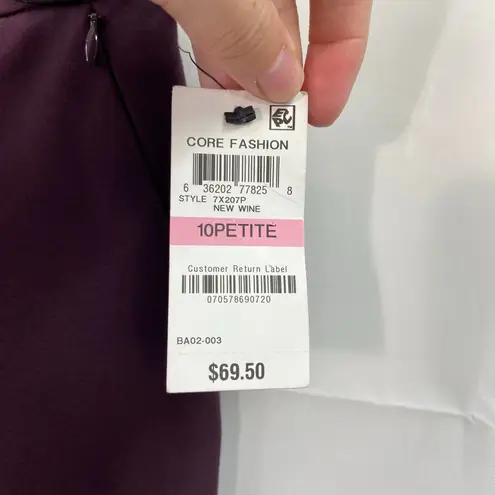 CORE FASHION
6 36202 77825 8
STYLE 7X207P
NEW WINE
10PETITE
Customer Return Label
070578690720
BA02-003
$69.50